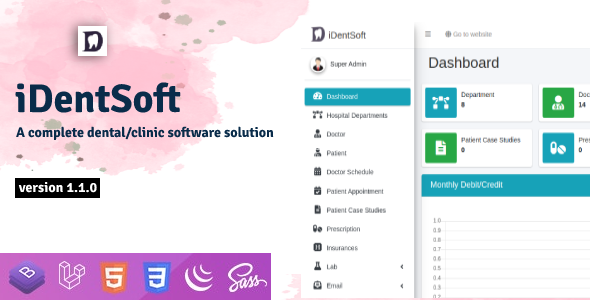 iDentSoft
A complete dental/clinic software solution
version 1.1.0
B
5
3
Sass
iDentSoft
Super Admin
Dashboard
Hospital Departments
Doctor
Patient
Doctor Schedule
Patient Appointment
Patient Case Studies
Prescription
Insurances
Lab
Email
Go to website
Dashboard
Department
8
Doc
14
Patient Case Studies
0
Pres
0
Monthly Debit/Credit
1.0
0.9
0.8
0.7
0.6
0.5
0.4
0.3
0.2